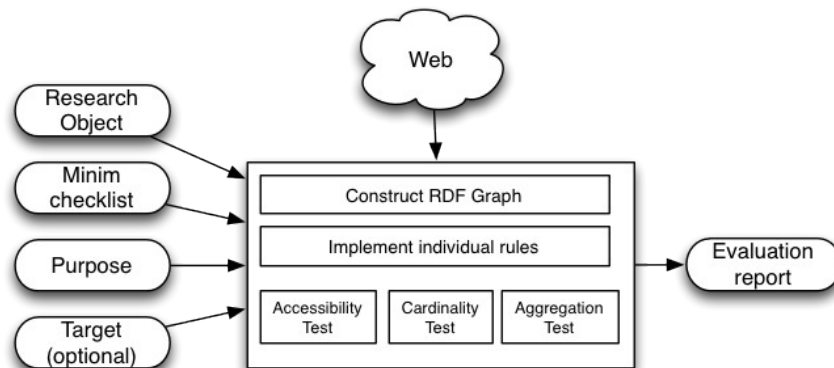 Web
Research
Object
Minim
checklist
Purpose
Target
(optional)
Construct RDF Graph
Implement individual rules
Accessibility
Test
Cardinality
Test
Aggregation
Test
Evaluation
report